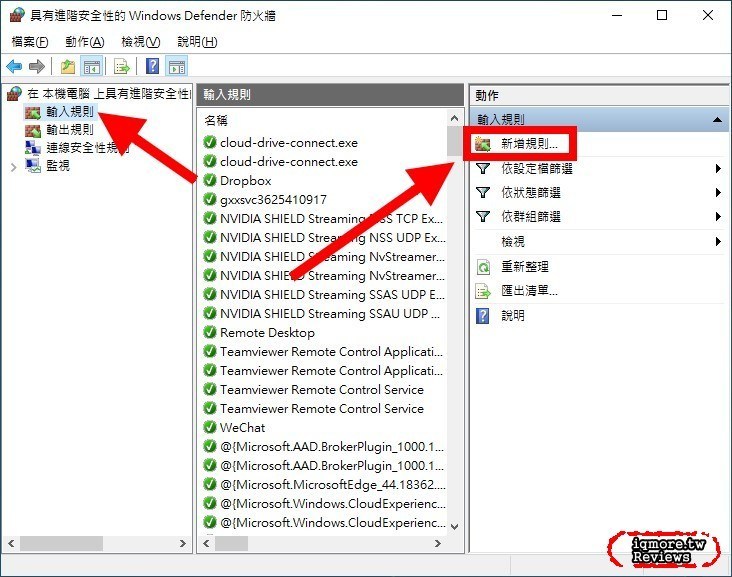 具有進階安全性的 Windows Defender 防火牆
檔案(F) 動作(A) 檢視(V) 說明(H)
在 本機電腦 上具有進階安全性
輸入規則
輸出規則
連線安全性規則
監視
輸入規則
名稱
cloud-drive-connect.exe
cloud-drive-connect.exe
Dropbox
gxxsvc3625410917
NVIDIA SHIELD Streaming NSS TCP Ex...
NVIDIA SHIELD Streaming NSS UDP Ex...
NVIDIA SHIELD Streaming NvStreamer...
NVIDIA SHIELD Streaming NvStreamer...
NVIDIA SHIELD Streaming SSAS UDP E...
NVIDIA SHIELD Streaming SSAU UDP ...
Remote Desktop
Teamviewer Remote Control Applicati...
Teamviewer Remote Control Applicati...
Teamviewer Remote Control Service
Teamviewer Remote Control Service
WeChat
@{Microsoft.AAD.BrokerPlugin_1000.1...
@{Microsoft.AAD.BrokerPlugin_1000.1...
@{Microsoft.MicrosoftEdge_44.18362....
@{Microsoft.Windows.CloudExperienc...
@{Microsoft.Windows.CloudExperienc...
動作
輸入規則
新增規則...
依設定檔篩選
依狀態篩選
依群組篩選
檢視
重新整理
匯出清單...
說明
iqmore.tw
Reviews